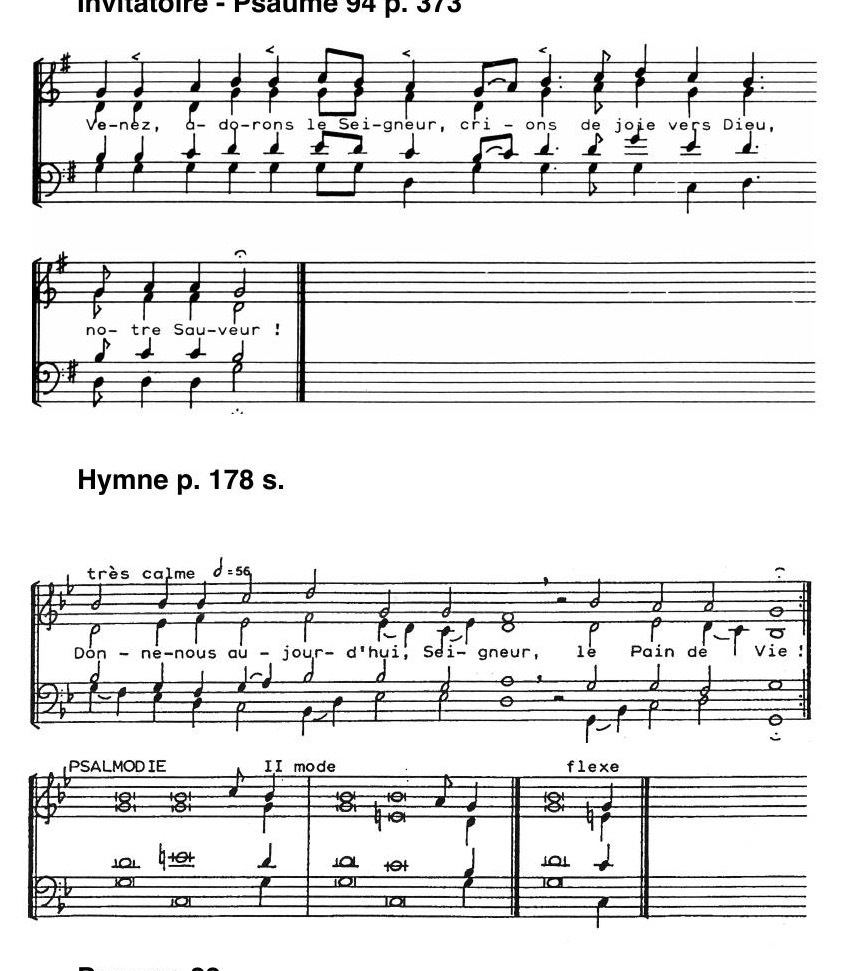 Invitatoire - Psaume 94 p. 373
Ve-nez, a- do-rons le Sei-gneur, cri - ons de joie vers Dieu,
no- tre Sau-veur !
Hymne p. 178 s.
très calme =56
Don - ne-nous au - jour- d'hui, Sei- gneur, le Pain de Vie !
PSALMODIE II mode flexe